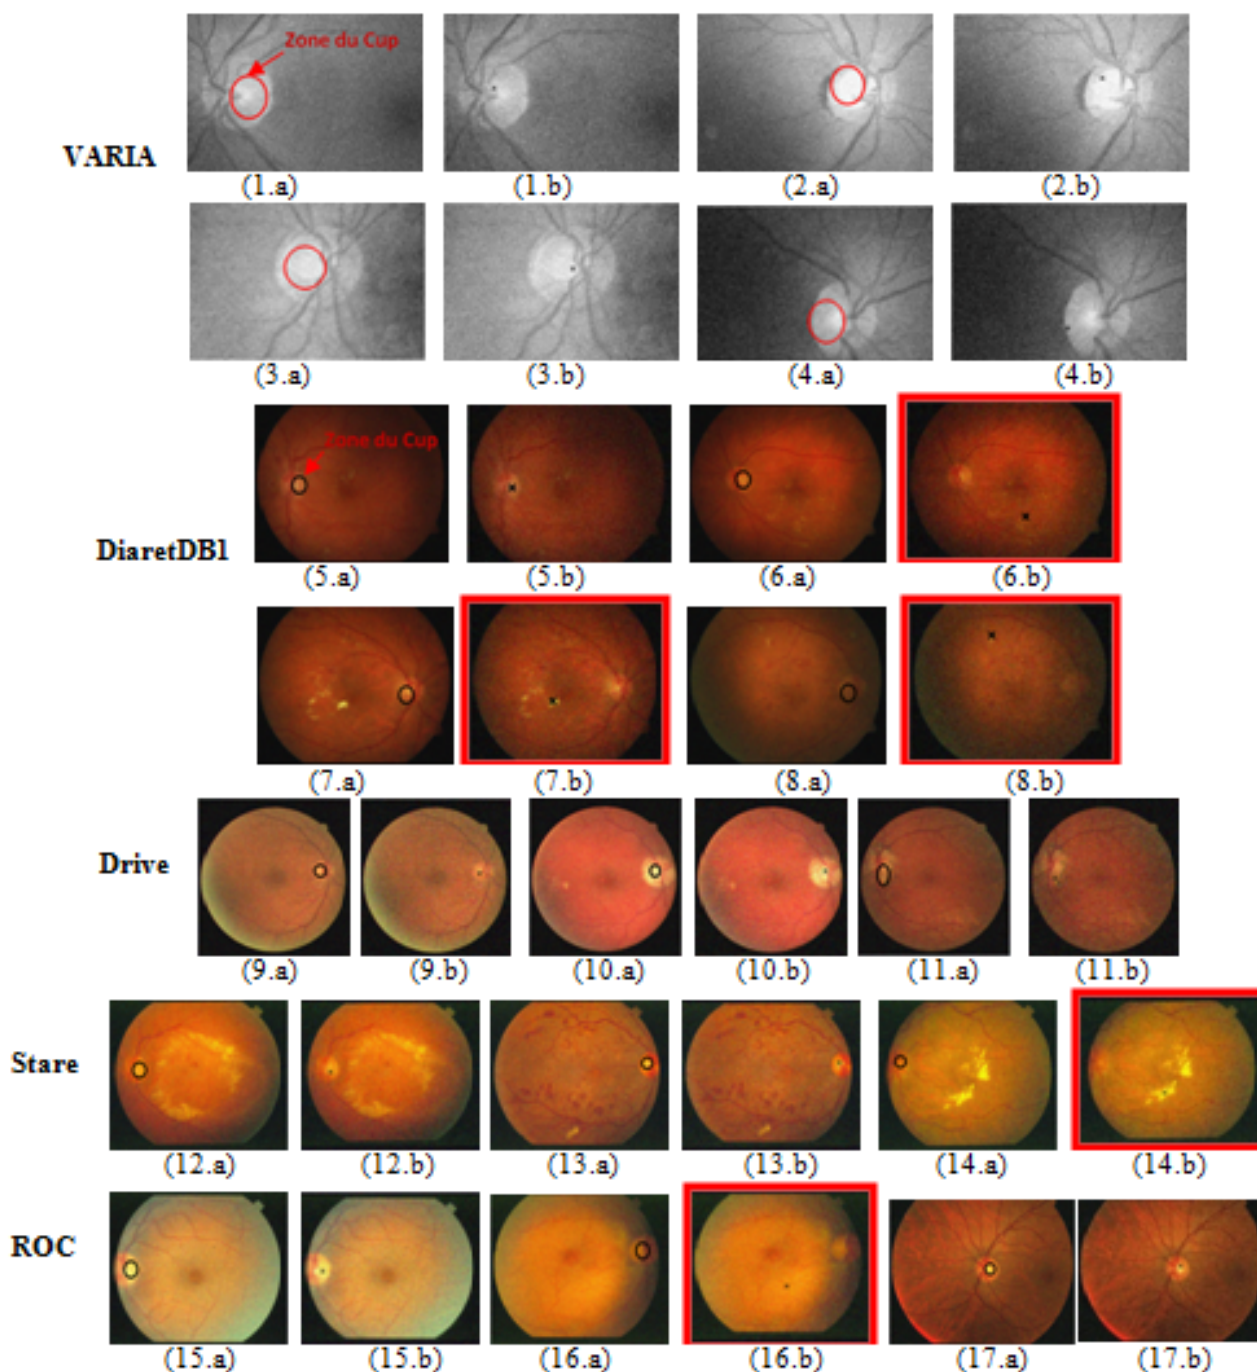 Zone du Cup
VARIA
(1.a) (1.b) (2.a) (2.b)
(3.a) (3.b) (4.a) (4.b)
Zone du Cup
DiaretDB1
(5.a) (5.b) (6.a) (6.b)
(7.a) (7.b) (8.a) (8.b)
Drive
(9.a) (9.b) (10.a) (10.b) (11.a) (11.b)
Stare
(12.a) (12.b) (13.a) (13.b) (14.a) (14.b)
ROC
(15.a) (15.b) (16.a) (16.b) (17.a) (17.b)